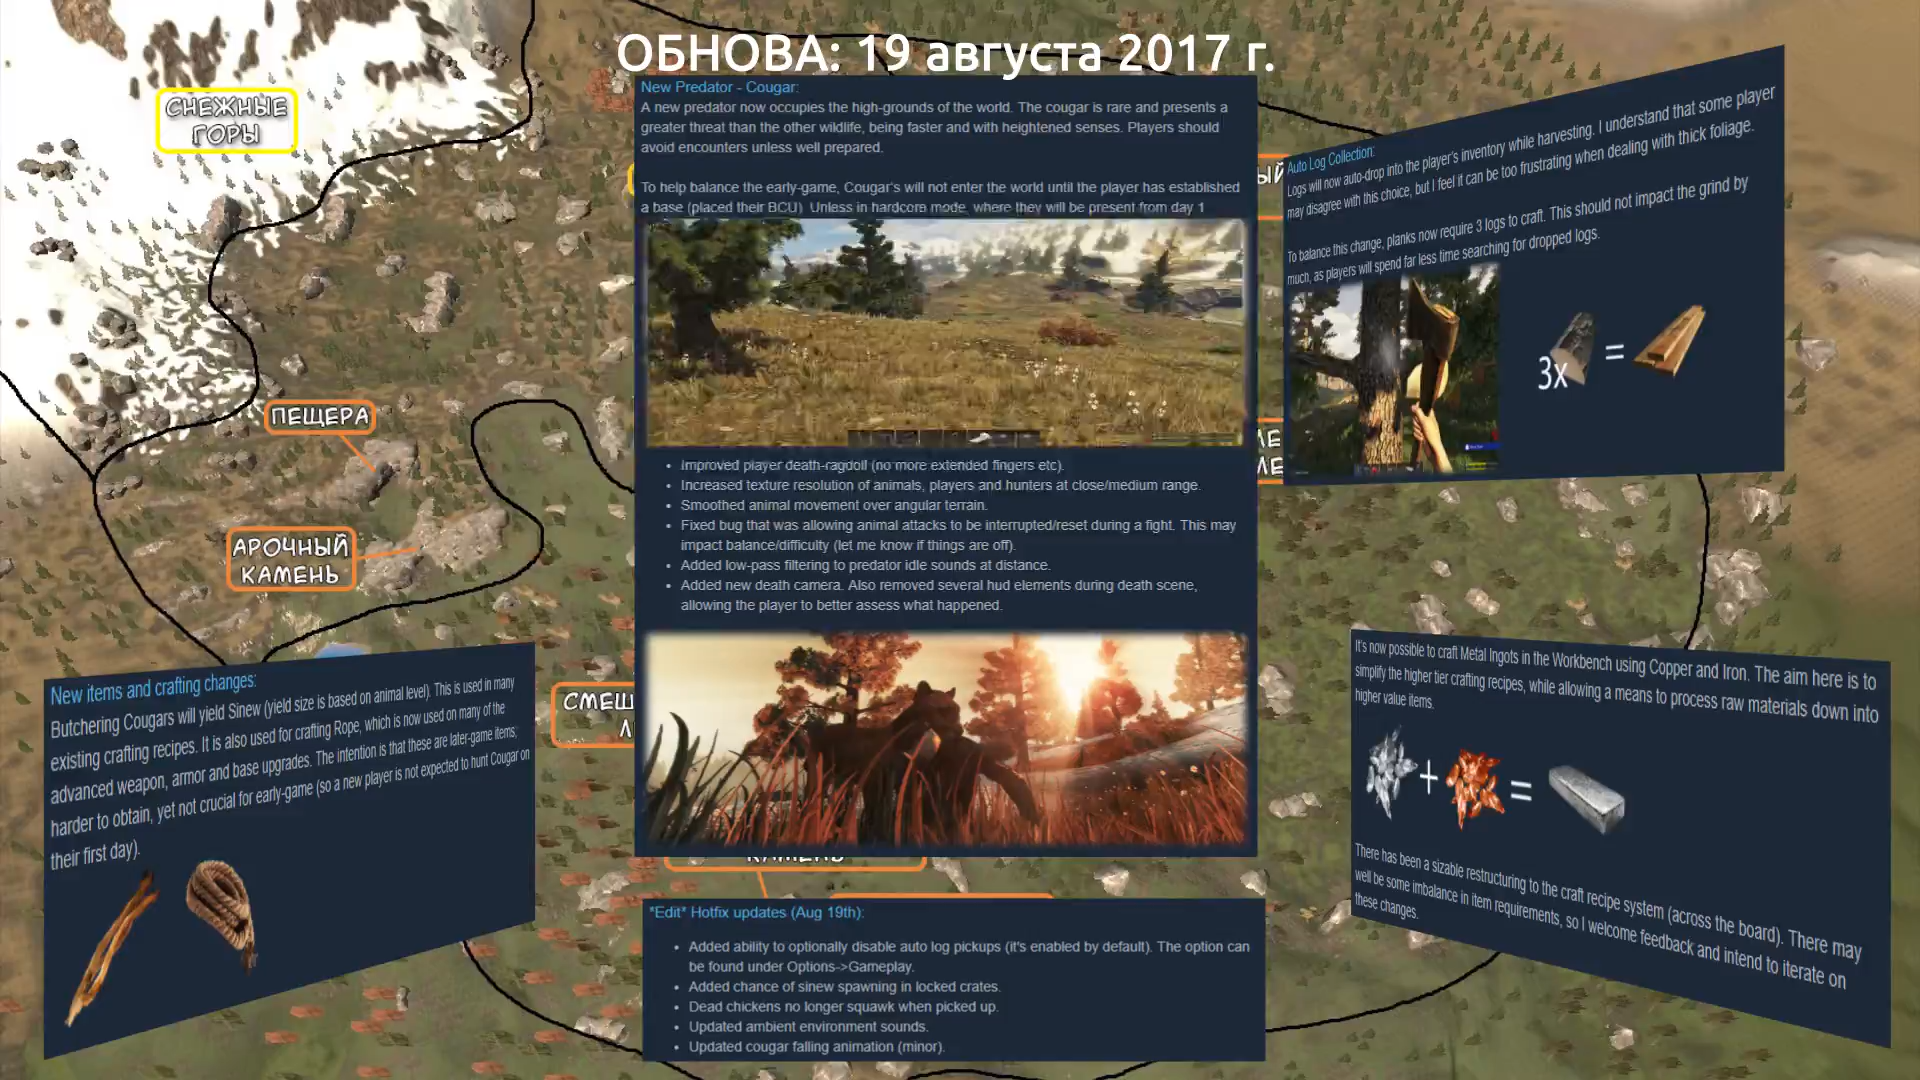 ОБНОВА: 19 августа 2017 г.
СНЕЖНЫЕ
ГОРЫ
ПЕЩЕРА
АРОЧНЫЙ
КАМЕНЬ
СМЕШ
New Predator - Cougar:
A new predator now occupies the high-grounds of the world. The cougar is rare and presents a
greater threat than the other wildlife, being faster and with heightened senses. Players should
avoid encounters unless well prepared.
To help balance the early-game, Cougar's will not enter the world until the player has established
a base (placed their BCU). Unless in hardcore mode, where they will be present from day 1
• Improved player death-ragdoll (no more extended fingers etc).
• Increased texture resolution of animals, players and hunters at close/medium range.
• Smoothed animal movement over angular terrain.
• Fixed bug that was allowing animal attacks to be interrupted/reset during a fight. This may
impact balance/difficulty (let me know if things are off).
• Added low-pass filtering to predator idle sounds at distance.
• Added new death camera. Also removed several hud elements during death scene,
allowing the player to better assess what happened.
КАМЕНЬ
*Edit* Hotfix updates (Aug 19th):
• Added ability to optionally disable auto log pickups (it's enabled by default). The option can
be found under Options->Gameplay.
• Added chance of sinew spawning in locked crates.
• Dead chickens no longer squawk when picked up.
• Updated ambient environment sounds.
• Updated cougar falling animation (minor).
New items and crafting changes:
Butchering Cougars will yield Sinew (yield size is based on animal level). This is used in many
existing crafting recipes. It is also used for crafting Rope, which is now used on many of the
advanced weapon, armor and base upgrades. The intention is that these are later-game items;
harder to obtain, yet not crucial for early-game (so a new player is not expected to hunt Cougar on
their first day).
Auto Log Collection:
Logs will now auto-drop into the player's inventory while harvesting. I understand that some player
may disagree with this choice, but I feel it can be too frustrating when dealing with thick foliage.
To balance this change, planks now require 3 logs to craft. This should not impact the grind by
much, as players will spend far less time searching for dropped logs.
3x =
It's now possible to craft Metal Ingots in the Workbench using Copper and Iron. The aim here is to
simplify the higher tier crafting recipes, while allowing a means to process raw materials down into
higher value items.
+ =
There has been a sizable restructuring to the craft recipe system (across the board). There may
well be some imbalance in item requirements, so I welcome feedback and intend to iterate on
these changes.